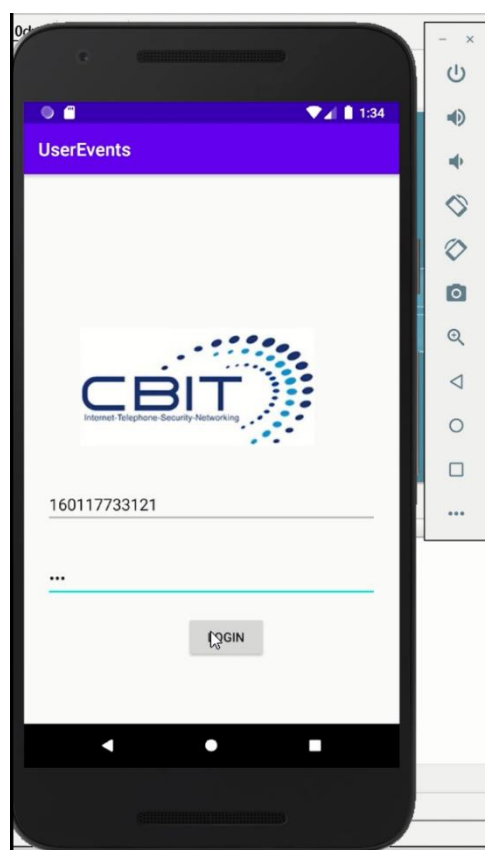 1:34
UserEvents
CBIT
Internet-Telephone-Security-Networking
160117733121
•••
LOGIN